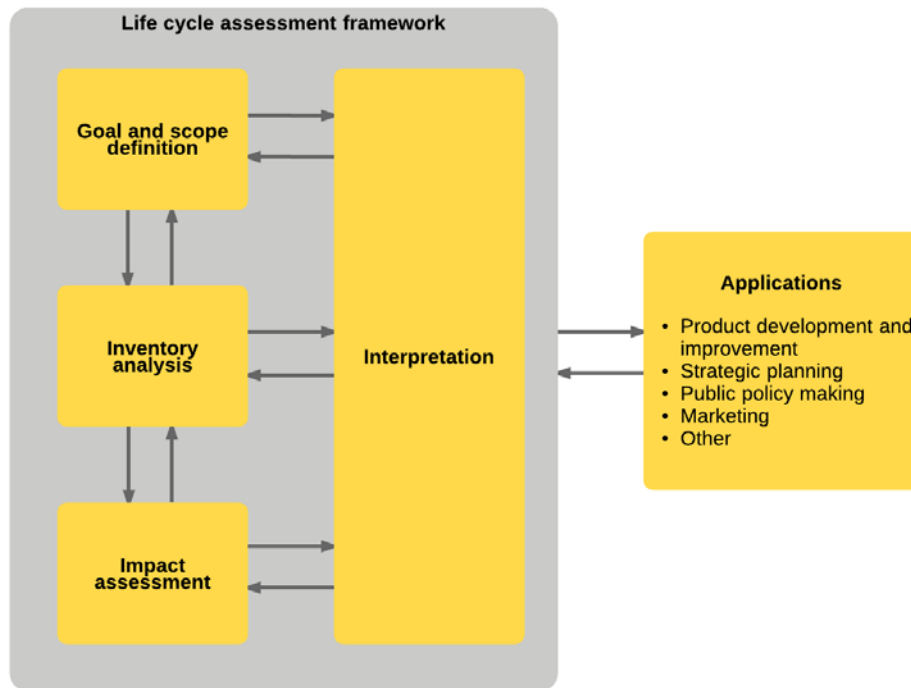 Life cycle assessment framework
Goal and scope
definition
Inventory
analysis
Impact
assessment
Interpretation
Applications
• Product development and
improvement
• Strategic planning
• Public policy making
• Marketing
• Other